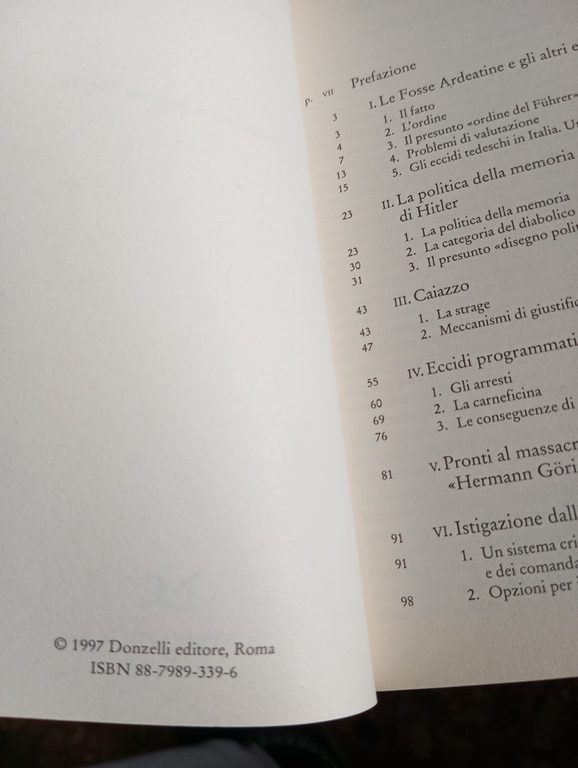 © 1997 Donzelli editore, Roma
ISBN 88-7989-339-6
p. VII Prefazione
3 I. Le Fosse Ardeatine e gli altri e
3 1. Il fatto
4 2. L'ordine
7 3. Il presunto «ordine del Führer»
13 4. Problemi di valutazione
15 5. Gli eccidi tedeschi in Italia. Un
23 II. La politica della memoria
di Hitler
23 1. La politica della memoria
30 2. La categoria del diabolico
31 3. Il presunto «disegno polit
43 III. Caiazzo
43 1. La strage
47 2. Meccanismi di giustific
55 IV. Eccidi programmati
60 1. Gli arresti
69 2. La carneficina
76 3. Le conseguenze di
81 V. Pronti al massacr
«Hermann Göri
91 VI. Istigazione dall
91 1. Un sistema cri
e dei comanda
98 2. Opzioni per